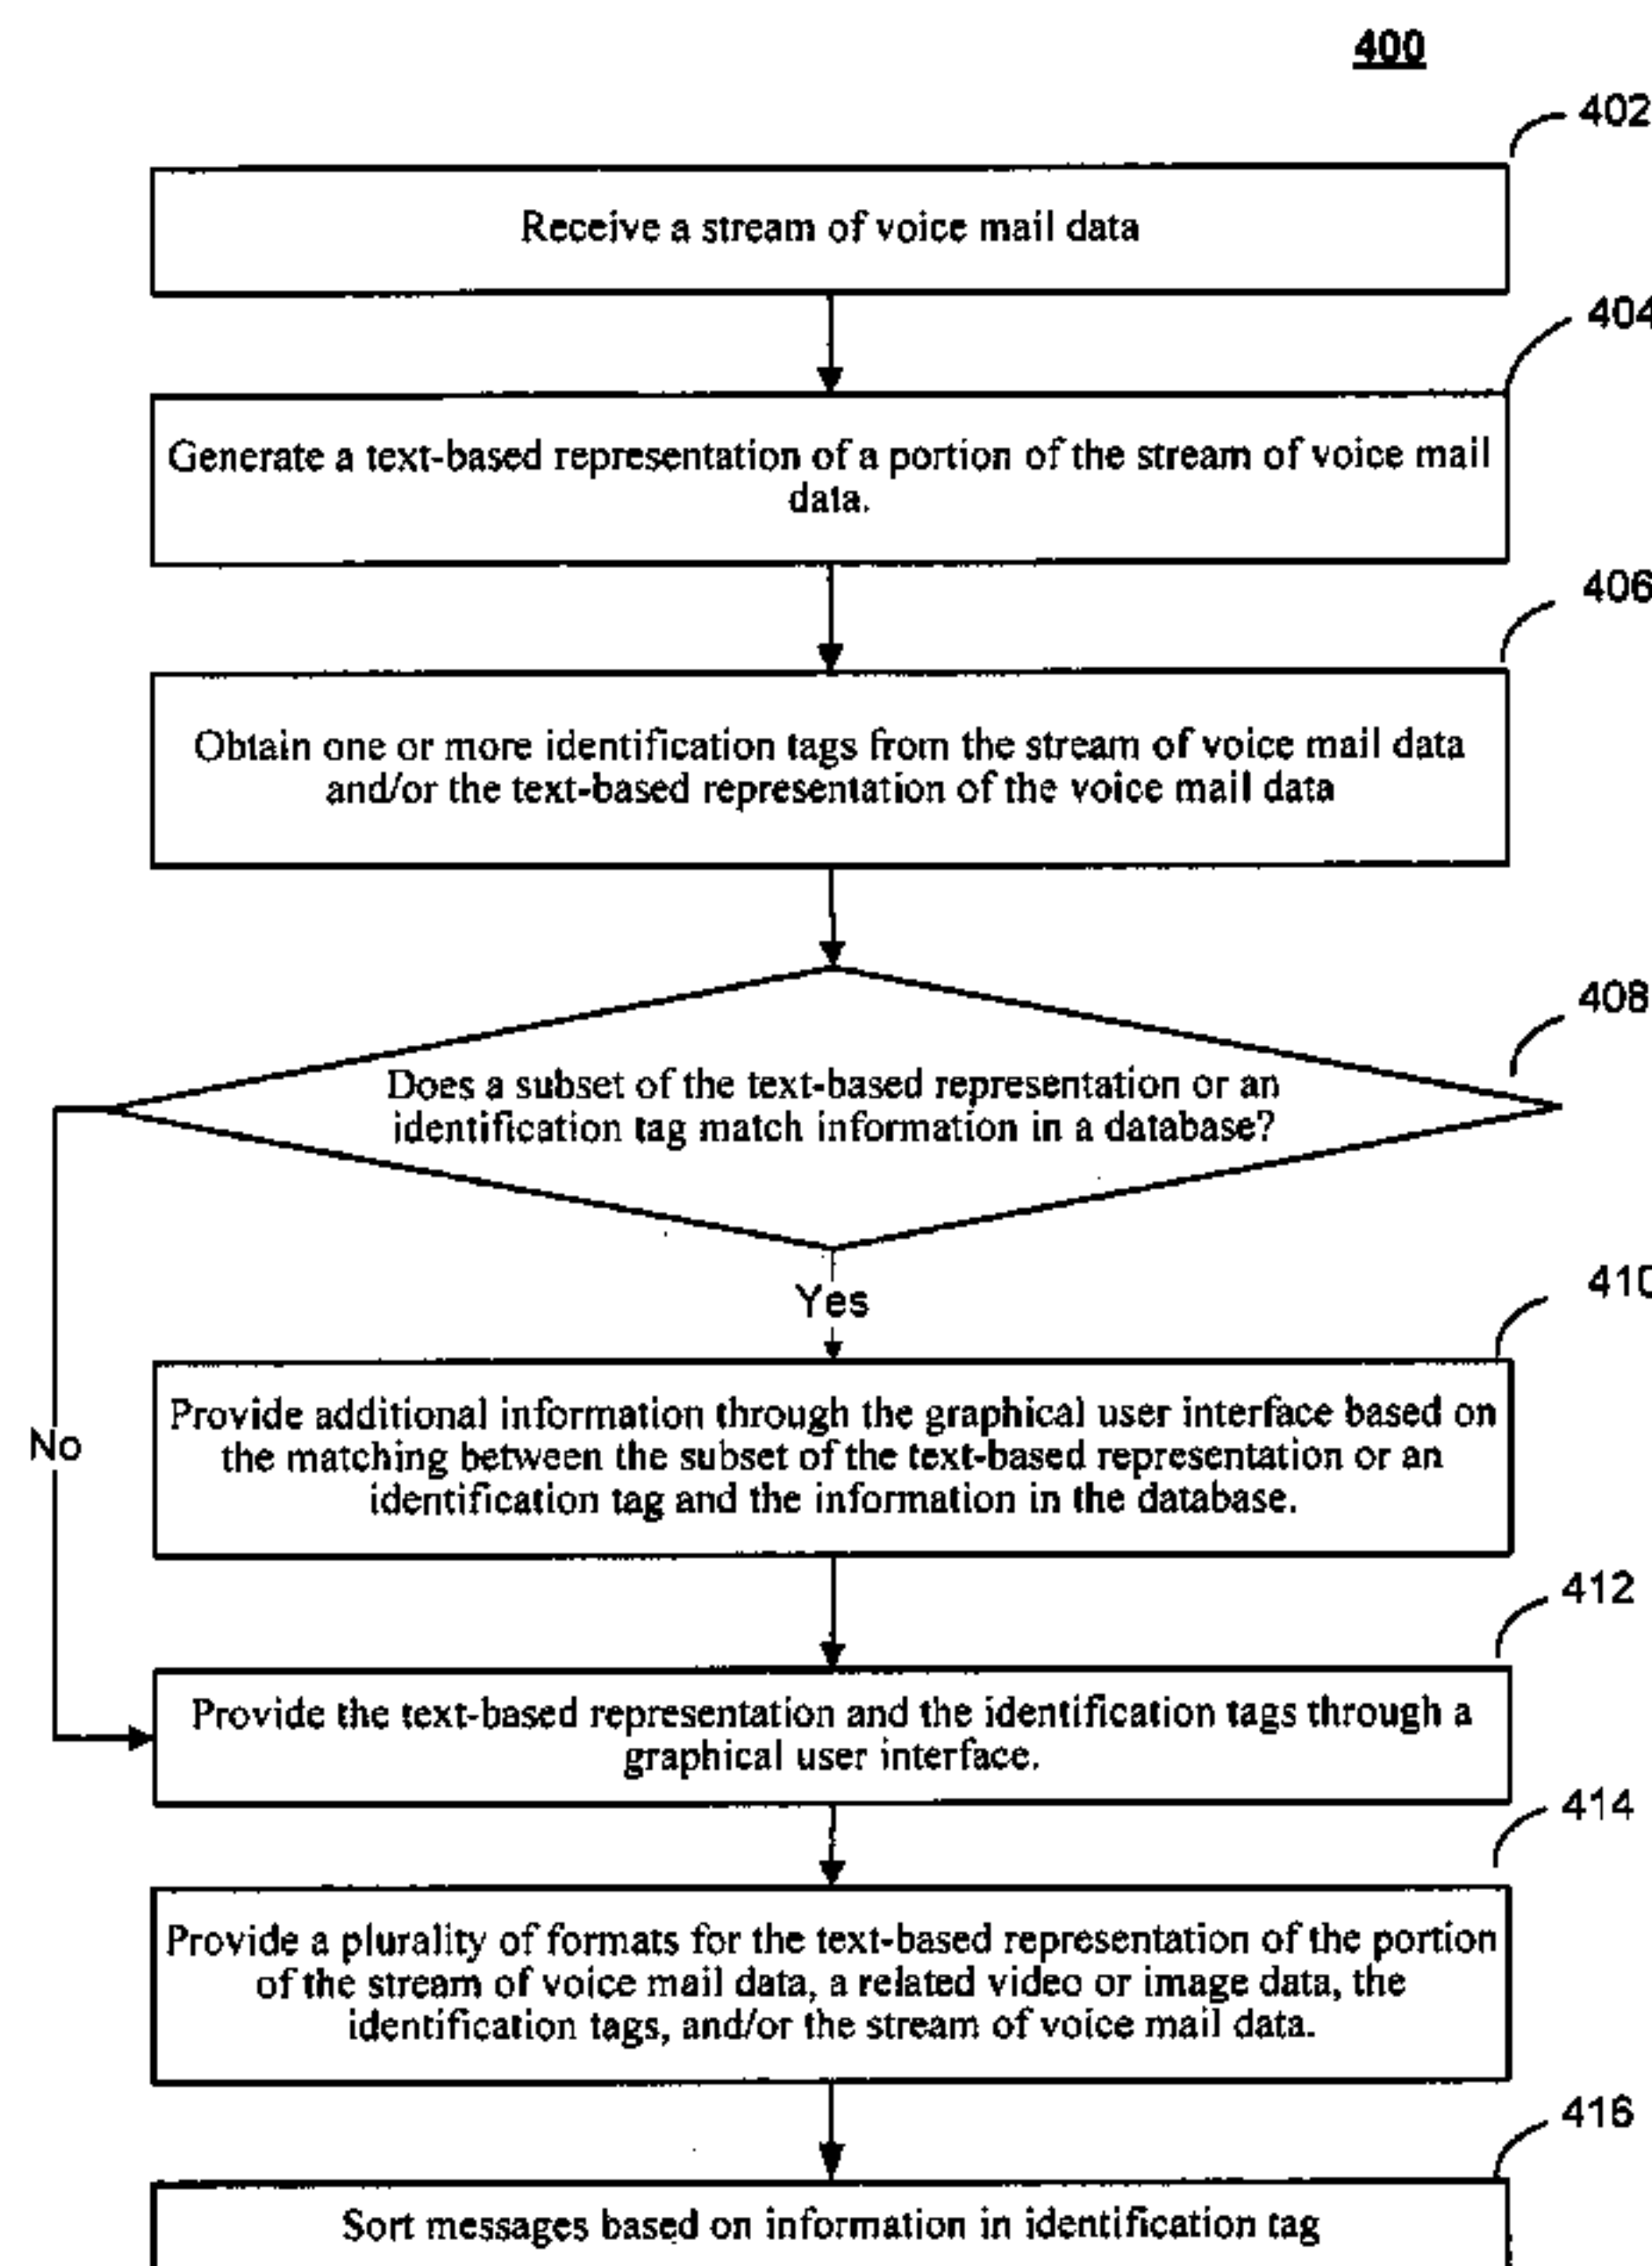 400
402
Receive a stream of voice mail data
404
Generate a text-based representation of a portion of the stream of voice mail
data.
406
Obtain one or more identification tags from the stream of voice mail data
and/or the text-based representation of the voice mail data
408
Does a subset of the text-based representation or an
identification tag match information in a database?
Yes
410
Provide additional information through the graphical user interface based on
the matching between the subset of the text-based representation or an
identification tag and the information in the database.
No
412
Provide the text-based representation and the identification tags through a
graphical user interface.
414
Provide a plurality of formats for the text-based representation of the portion
of the stream of voice mail data, a related video or image data, the
identification tags, and/or the stream of voice mail data.
416
Sort messages based on information in identification tag